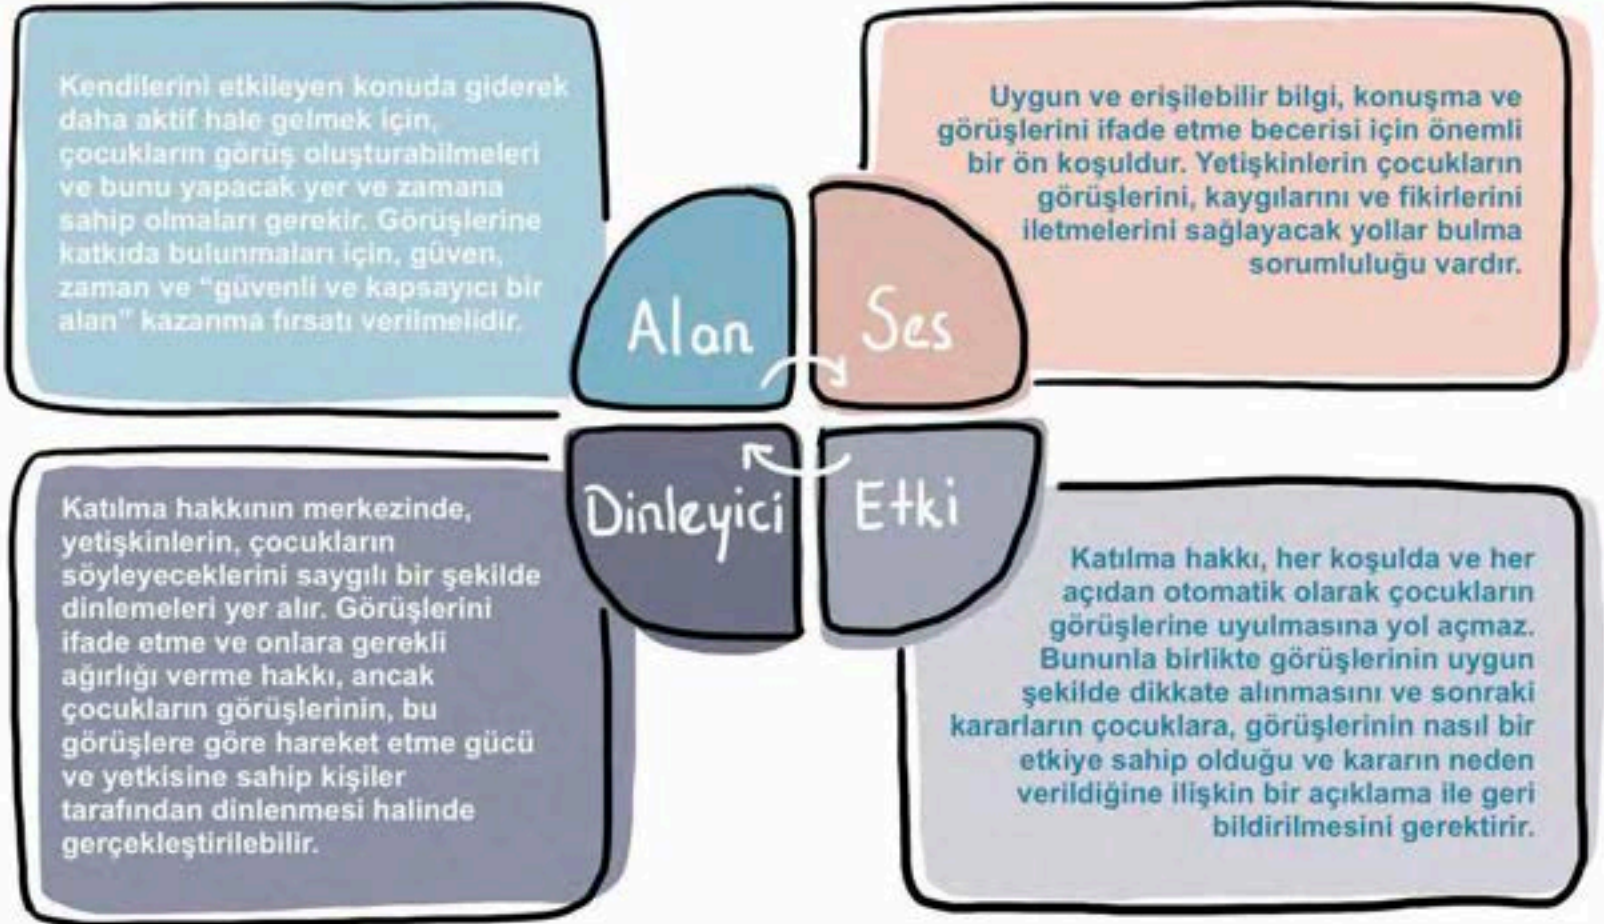 Kendilerini etkileyen konuda giderek
daha aktif hale gelmek için,
çocukların görüş oluşturabilmeleri
ve bunu yapacak yer ve zamana
sahip olmaları gerekir. Görüşlerine
katkıda bulunmaları için, güven,
zaman ve "güvenli ve kapsayıcı bir
alan" kazanma fırsatı verilmelidir.
Uygun ve erişilebilir bilgi, konuşma ve
görüşlerini ifade etme becerisi için önemli
bir ön koşuldur. Yetişkinlerin çocukların
görüşlerini, kaygılarını ve fikirlerini
iletmelerini sağlayacak yollar bulma
sorumluluğu vardır.
Alan
Ses
Dinleyici
Etki
Katılma hakkının merkezinde,
yetişkinlerin, çocukların
söyleyeceklerini saygılı bir şekilde
dinlemeleri yer alır. Görüşlerini
ifade etme ve onlara gerekli
ağırlığı verme hakkı, ancak
çocukların görüşlerinin, bu
görüşlere göre hareket etme gücü
ve yetkisine sahip kişiler
tarafından dinlenmesi halinde
gerçekleştirilebilir.
Katılma hakkı, her koşulda ve her
açıdan otomatik olarak çocukların
görüşlerine uyulmasına yol açmaz.
Bununla birlikte görüşlerinin uygun
şekilde dikkate alınmasını ve sonraki
kararların çocuklara, görüşlerinin nasıl bir
etkiye sahip olduğu ve kararın neden
verildiğine ilişkin bir açıklama ile geri
bildirilmesini gerektirir.